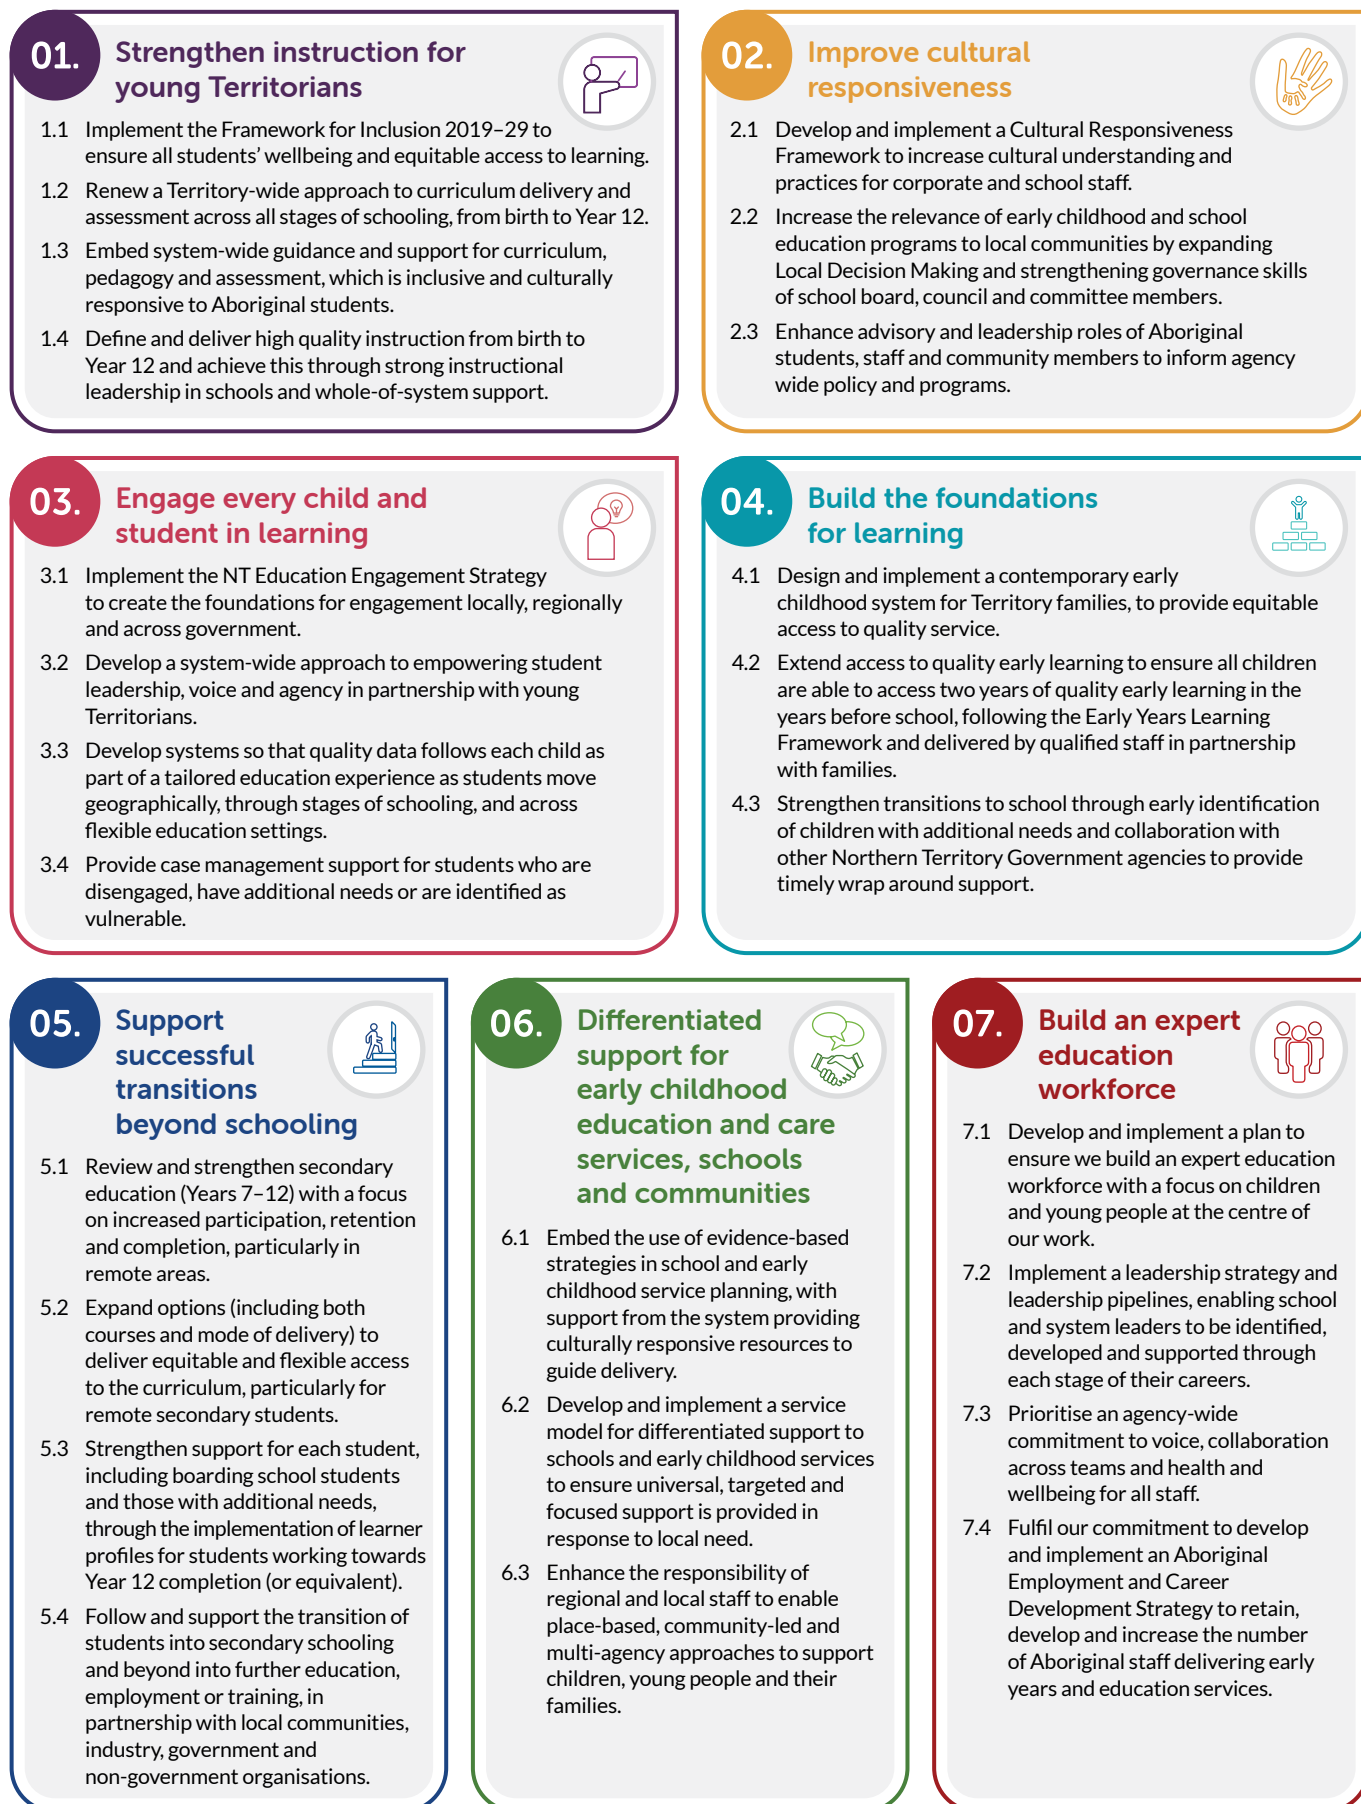 01.
Strengthen instruction for
young Territorians
1.1 Implement the Framework for Inclusion 2019–29 to
ensure all students' wellbeing and equitable access to learning.
1.2 Renew a Territory-wide approach to curriculum delivery and
assessment across all stages of schooling, from birth to Year 12.
1.3 Embed system-wide guidance and support for curriculum,
pedagogy and assessment, which is inclusive and culturally
responsive to Aboriginal students.
1.4 Define and deliver high quality instruction from birth to
Year 12 and achieve this through strong instructional
leadership in schools and whole-of-system support.
02.
Improve cultural
responsiveness
2.1 Develop and implement a Cultural Responsiveness
Framework to increase cultural understanding and
practices for corporate and school staff.
2.2 Increase the relevance of early childhood and school
education programs to local communities by expanding
Local Decision Making and strengthening governance skills
of school board, council and committee members.
2.3 Enhance advisory and leadership roles of Aboriginal
students, staff and community members to inform agency
wide policy and programs.
03.
Engage every child and
student in learning
3.1 Implement the NT Education Engagement Strategy
to create the foundations for engagement locally, regionally
and across government.
3.2 Develop a system-wide approach to empowering student
leadership, voice and agency in partnership with young
Territorians.
3.3 Develop systems so that quality data follows each child as
part of a tailored education experience as students move
geographically, through stages of schooling, and across
flexible education settings.
3.4 Provide case management support for students who are
disengaged, have additional needs or are identified as
vulnerable.
04.
Build the foundations
for learning
4.1 Design and implement a contemporary early
childhood system for Territory families, to provide equitable
access to quality service.
4.2 Extend access to quality early learning to ensure all children
are able to access two years of quality early learning in the
years before school, following the Early Years Learning
Framework and delivered by qualified staff in partnership
with families.
4.3 Strengthen transitions to school through early identification
of children with additional needs and collaboration with
other Northern Territory Government agencies to provide
timely wrap around support.
05.
Support
successful
transitions
beyond schooling
5.1 Review and strengthen secondary
education (Years 7–12) with a focus
on increased participation, retention
and completion, particularly in
remote areas.
5.2 Expand options (including both
courses and mode of delivery) to
deliver equitable and flexible access
to the curriculum, particularly for
remote secondary students.
5.3 Strengthen support for each student,
including boarding school students
and those with additional needs,
through the implementation of learner
profiles for students working towards
Year 12 completion (or equivalent).
5.4 Follow and support the transition of
students into secondary schooling
and beyond into further education,
employment or training, in
partnership with local communities,
industry, government and
non-government organisations.
06.
Differentiated
support for
early childhood
education and care
services, schools
and communities
6.1 Embed the use of evidence-based
strategies in school and early
childhood service planning, with
support from the system providing
culturally responsive resources to
guide delivery.
6.2 Develop and implement a service
model for differentiated support to
schools and early childhood services
to ensure universal, targeted and
focused support is provided in
response to local need.
6.3 Enhance the responsibility of
regional and local staff to enable
place-based, community-led and
multi-agency approaches to support
children, young people and their
families.
07.
Build an expert
education
workforce
7.1 Develop and implement a plan to
ensure we build an expert education
workforce with a focus on children
and young people at the centre of
our work.
7.2 Implement a leadership strategy and
leadership pipelines, enabling school
and system leaders to be identified,
developed and supported through
each stage of their careers.
7.3 Prioritise an agency-wide
commitment to voice, collaboration
across teams and health and
wellbeing for all staff.
7.4 Fulfil our commitment to develop
and implement an Aboriginal
Employment and Career
Development Strategy to retain,
develop and increase the number
of Aboriginal staff delivering early
years and education services.